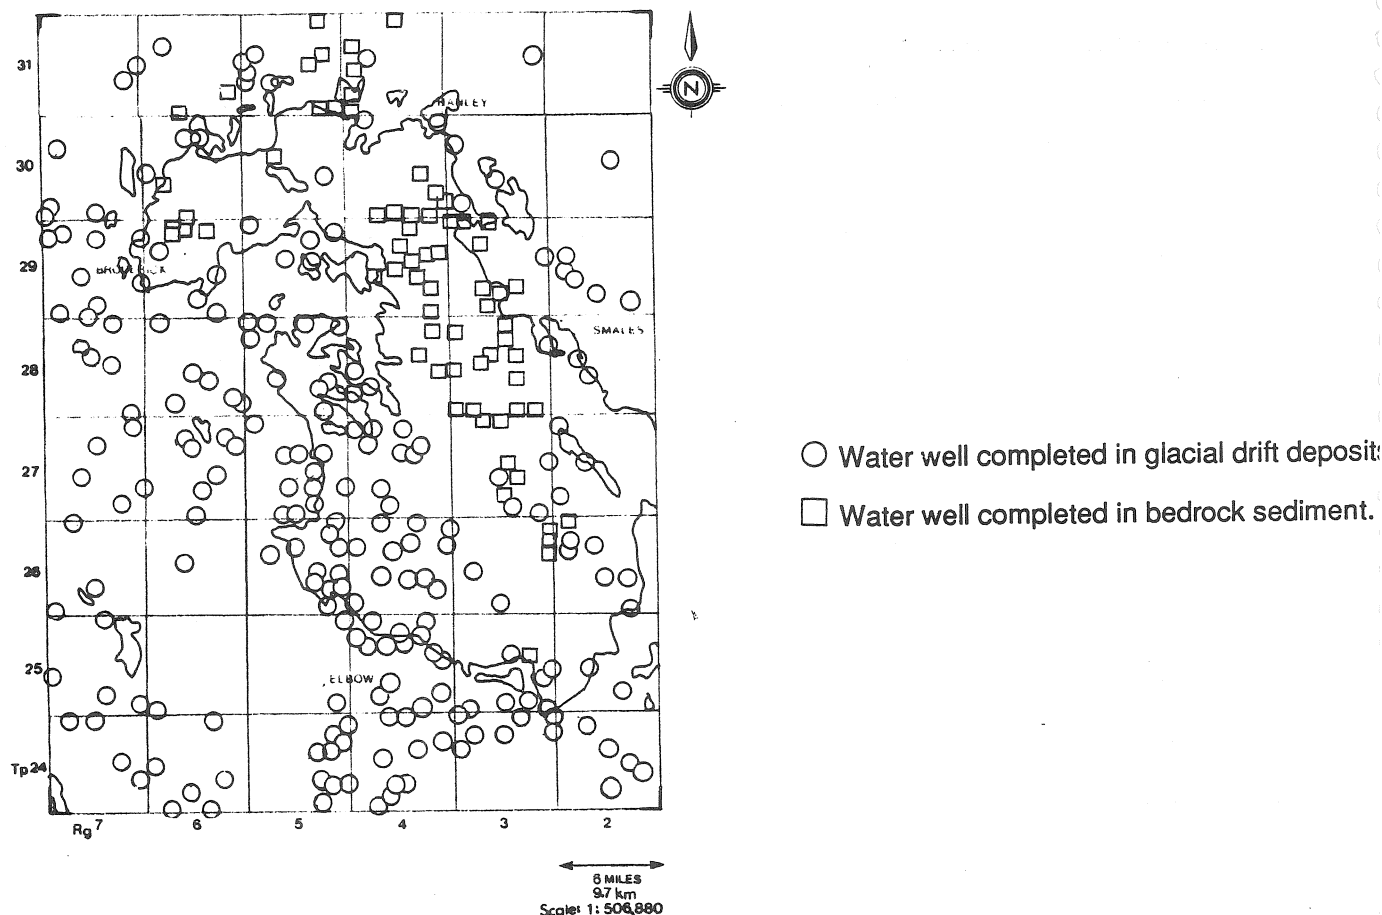 31
N
HANLEY
30
29
BRODERICK
SMALES
28
27
○ Water well completed in glacial drift deposits
□ Water well completed in bedrock sediment.
26
25
ELBOW
Tp24
Rg 7 6 5 4 3 2
6 MILES
9.7 km
Scale: 1:506,880